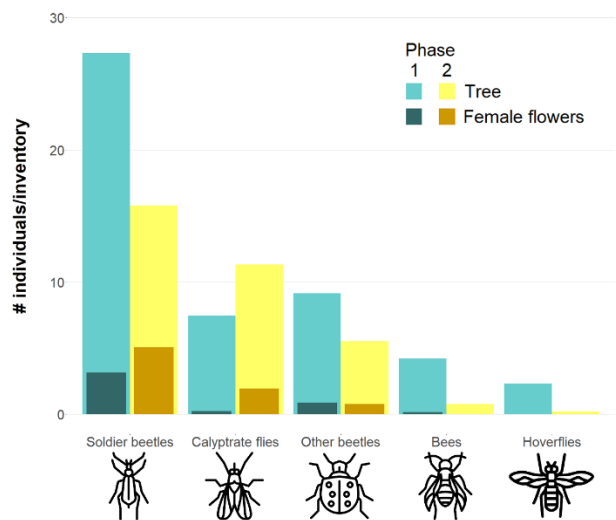 30
Phase
1 2
Tree
Female flowers
20
10
0
# individuals/inventory
Soldier beetles Calyptrate flies Other beetles Bees Hoverflies